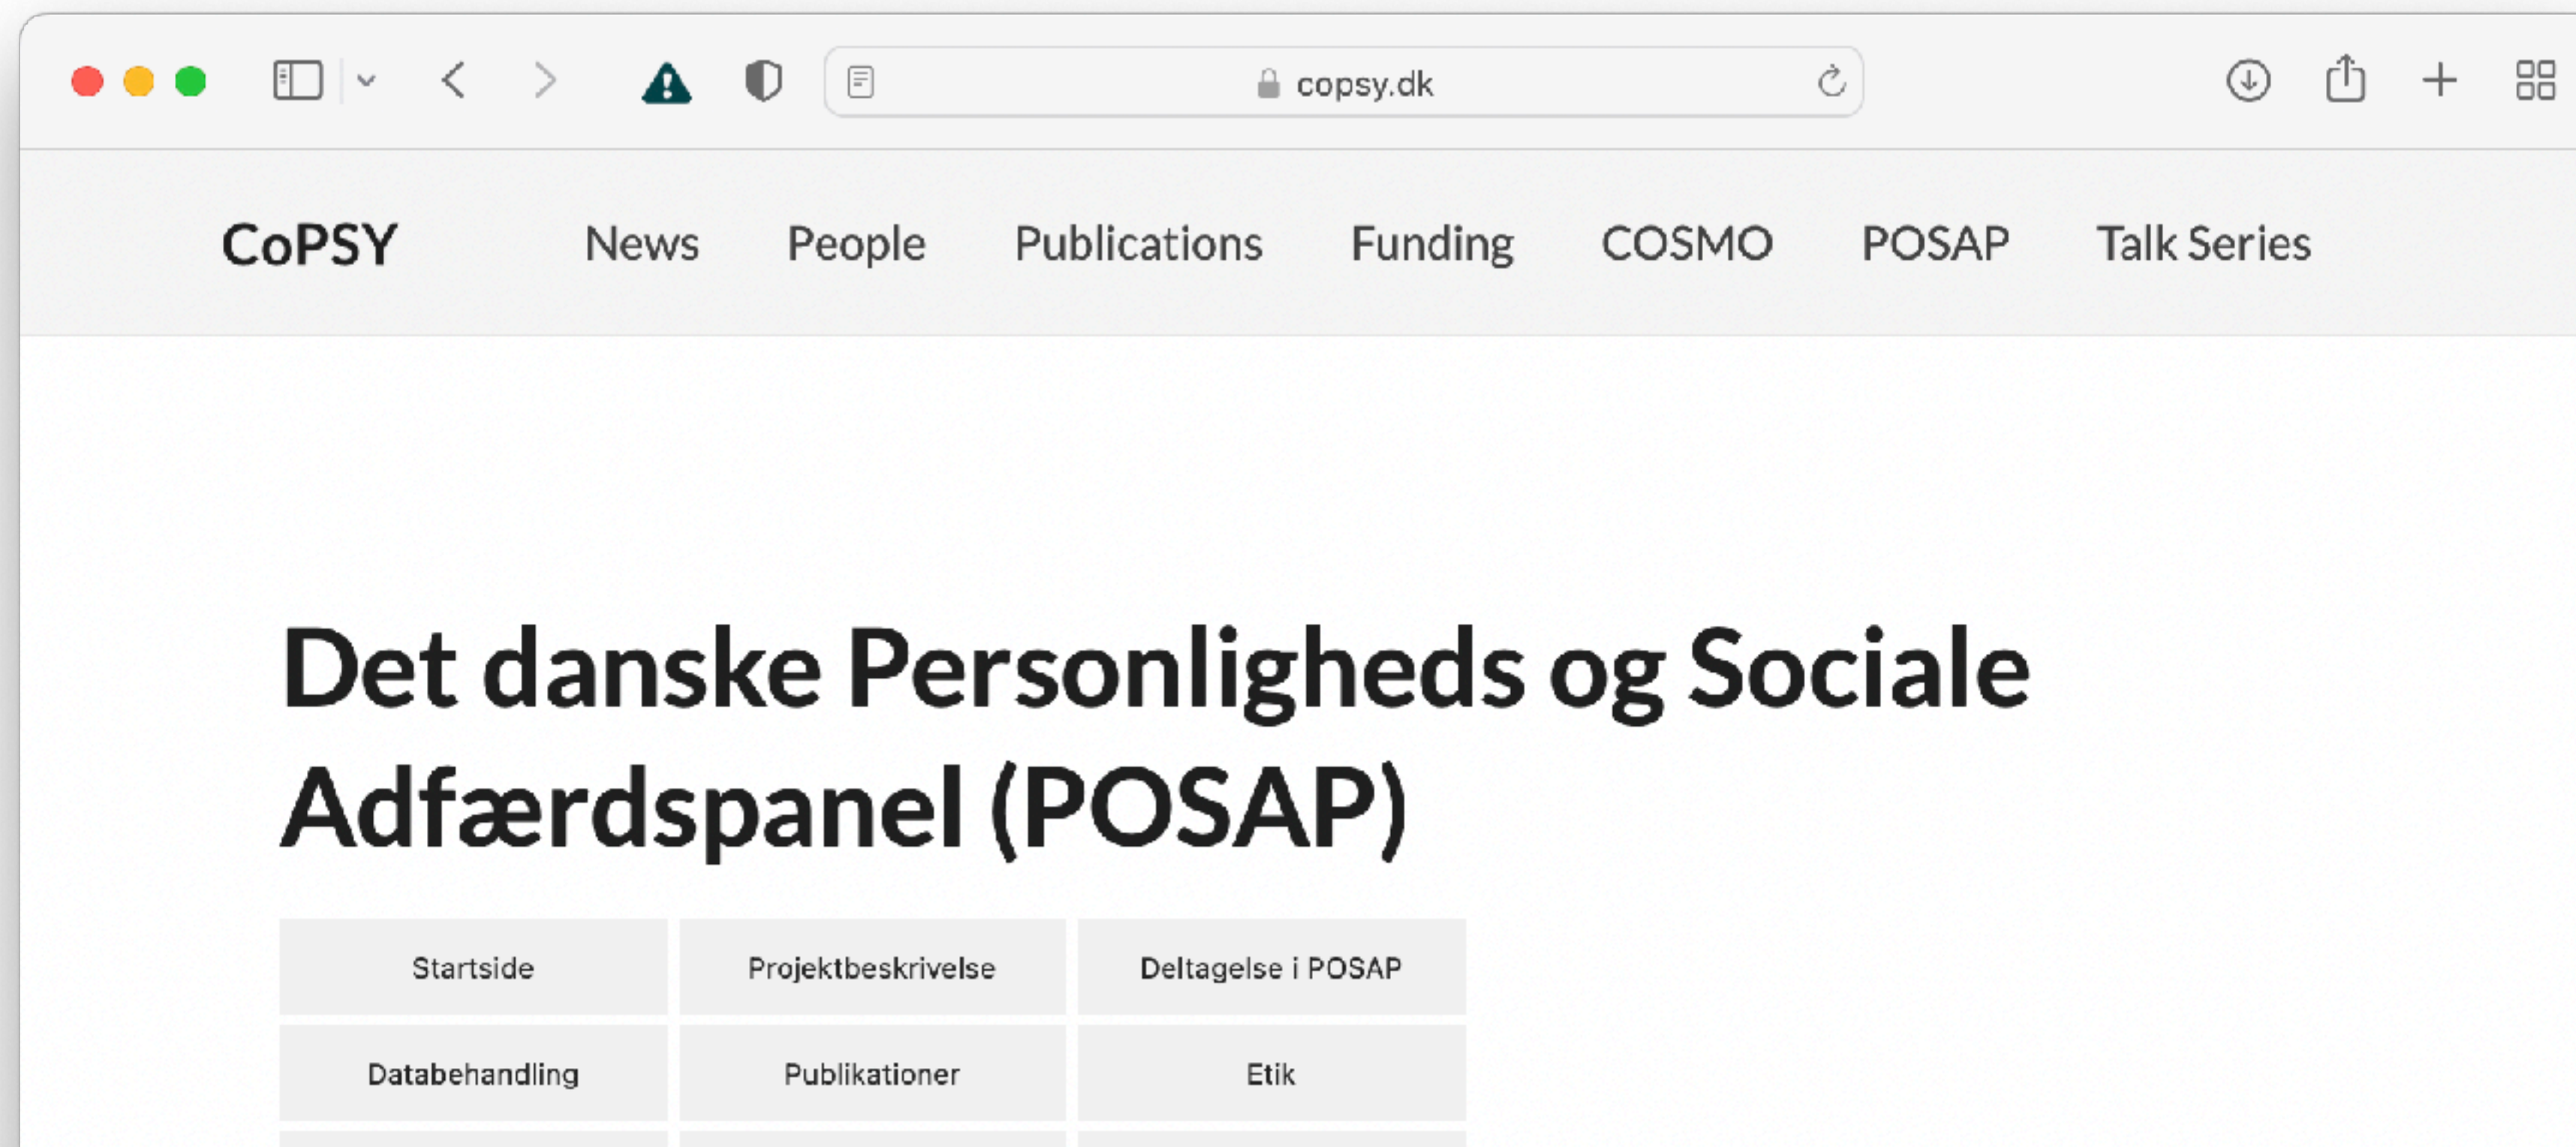 copsy.dk
CoPSY News People Publications Funding COSMO POSAP Talk Series
Det danske Personligheds og Sociale
Adfærdspanel (POSAP)
Startside Projektbeskrivelse Deltagelse i POSAP
Databehandling Publikationer Etik